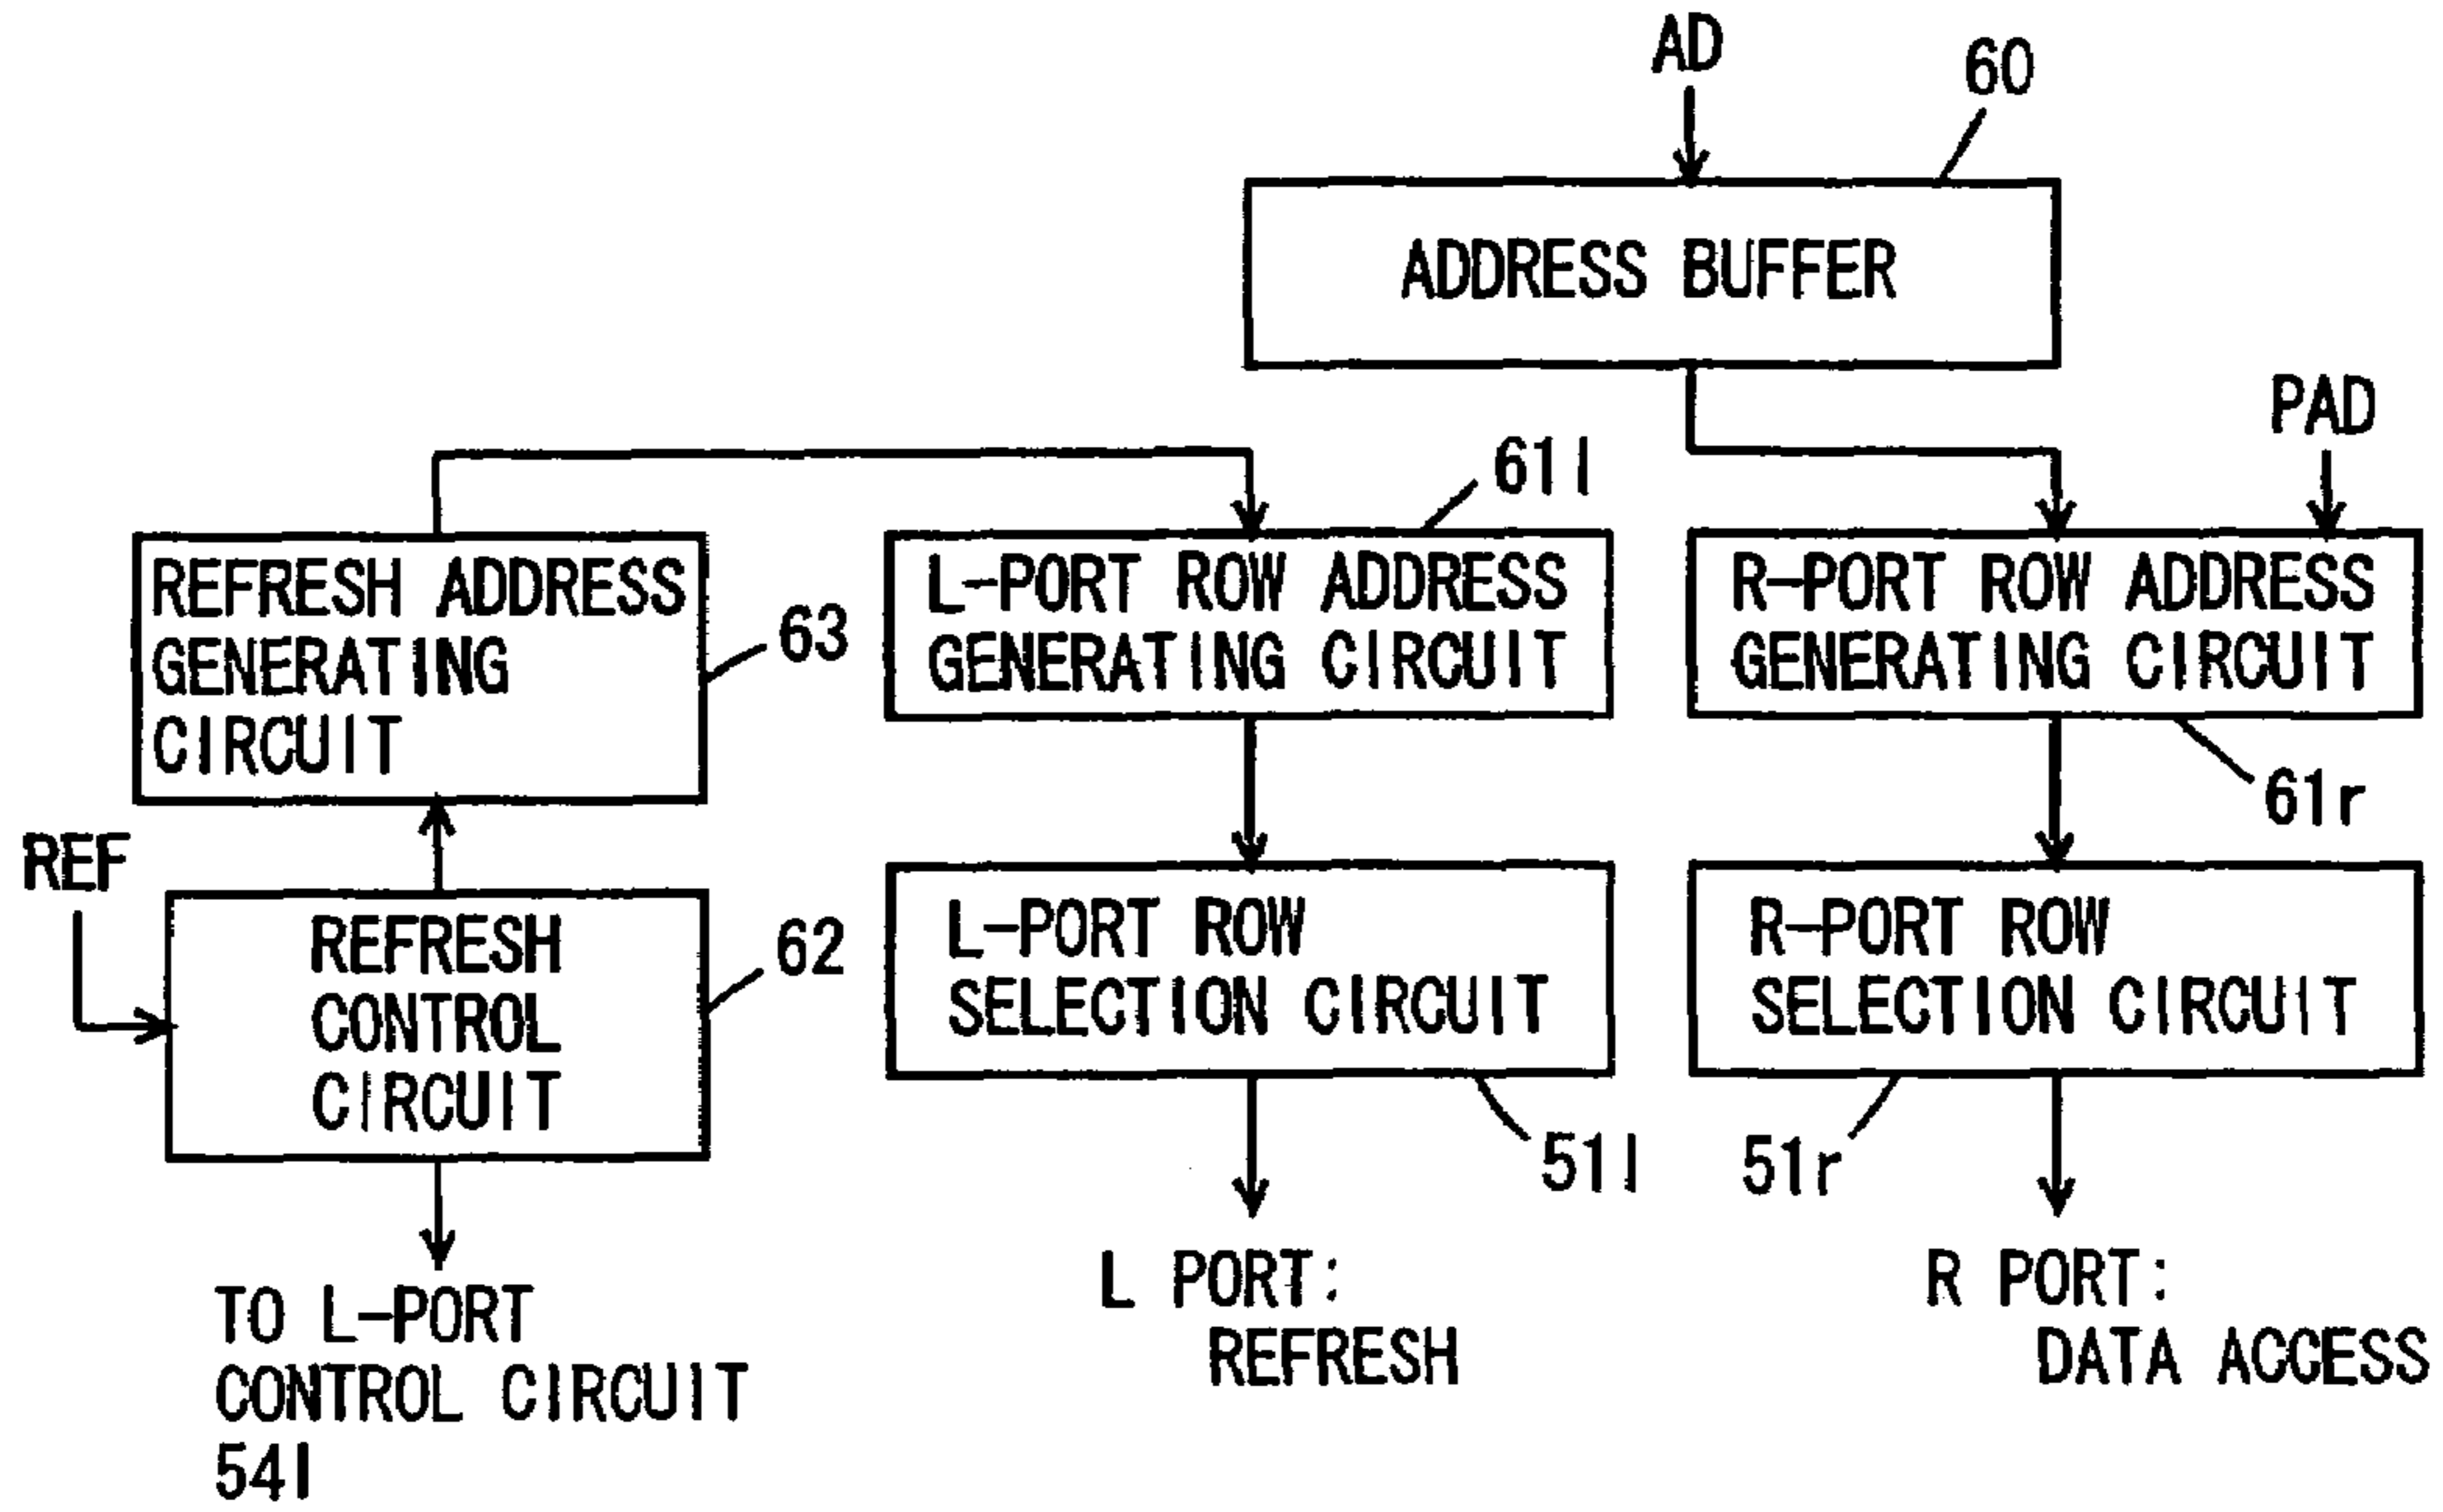 AD
60
ADDRESS BUFFER
PAD
61l
REFRESH ADDRESS
GENERATING
CIRCUIT
63
L-PORT ROW ADDRESS
GENERATING CIRCUIT
R-PORT ROW ADDRESS
GENERATING CIRCUIT
61r
REF
REFRESH
CONTROL
CIRCUIT
62
L-PORT ROW
SELECTION CIRCUIT
R-PORT ROW
SELECTION CIRCUIT
51l
51r
TO L-PORT
CONTROL CIRCUIT
54l
L PORT:
REFRESH
R PORT:
DATA ACCESS